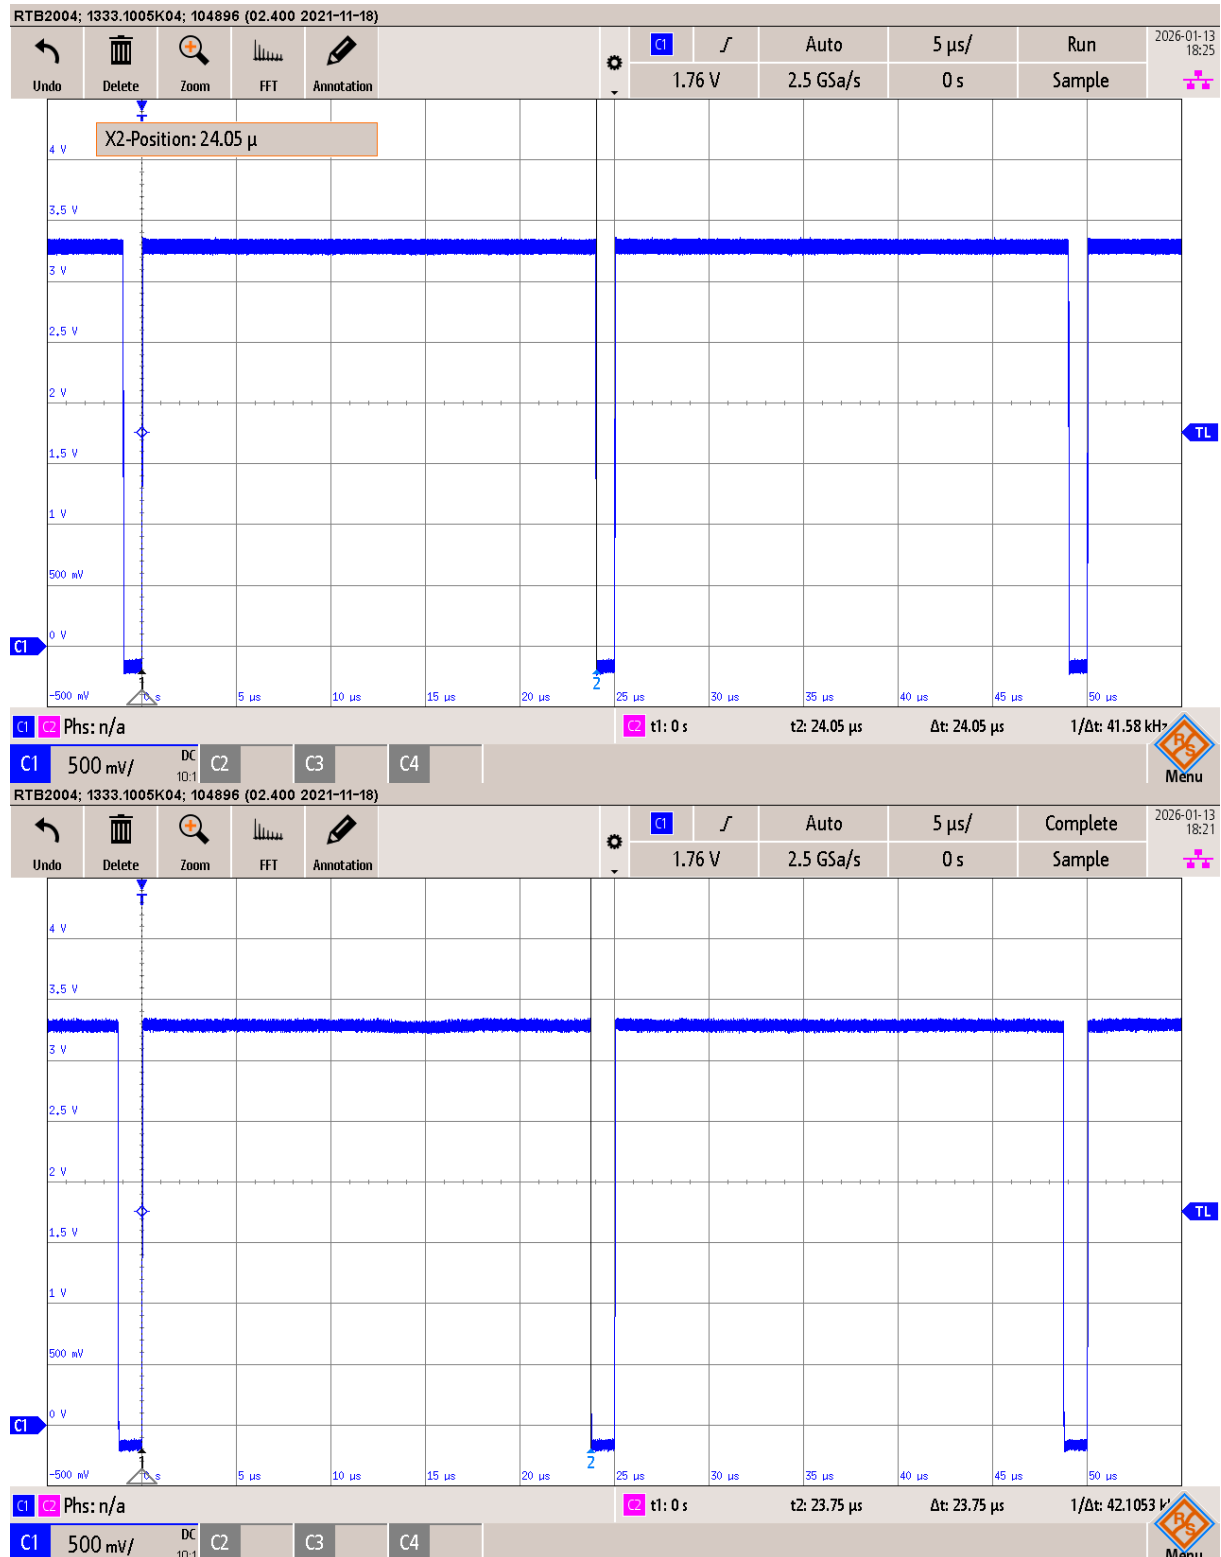 RTB2004; 1333.1005K04; 104896 (02.400 2021-11-18)
Undo Delete Zoom FFT Annotation
C1 Auto 5 µs/ Run
1.76 V 2.5 GSa/s 0 s Sample
2026-01-13
18:25
T
X2-Position: 24.05 µ
4 V
3.5 V
3 V
2.5 V
2 V
1.5 V
TL
1 V
500 mV
0 V
C1
1
2
-500 mV 0 s 5 µs 10 µs 15 µs 20 µs 25 µs 30 µs 35 µs 40 µs 45 µs 50 µs
C1 C2 Phs: n/a C2 t1: 0 s t2: 24.05 µs Δt: 24.05 µs 1/Δt: 41.58 kHz
C1 500 mV/ DC 10:1 C2 C3 C4
R&S
Menu
RTB2004; 1333.1005K04; 104896 (02.400 2021-11-18)
Undo Delete Zoom FFT Annotation
C1 Auto 5 µs/ Complete
1.76 V 2.5 GSa/s 0 s Sample
2026-01-13
18:21
T
4 V
3.5 V
3 V
2.5 V
2 V
1.5 V
TL
1 V
500 mV
0 V
C1
1
2
-500 mV 0 s 5 µs 10 µs 15 µs 20 µs 25 µs 30 µs 35 µs 40 µs 45 µs 50 µs
C1 C2 Phs: n/a C2 t1: 0 s t2: 23.75 µs Δt: 23.75 µs 1/Δt: 42.1053 k
C1 500 mV/ DC 10:1 C2 C3 C4
R&S
Menu